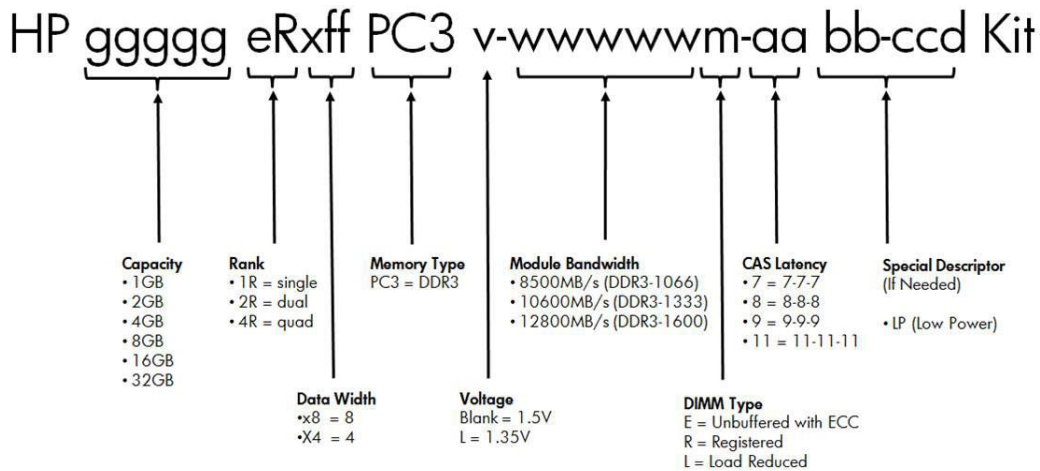 HP ggggg eRxff PC3 v-wwwwwm-aa bb-ccd Kit
Capacity
• 1GB
• 2GB
• 4GB
• 8GB
• 16GB
• 32GB
Rank
• 1R = single
• 2R = dual
• 4R = quad
Memory Type
PC3 = DDR3
Module Bandwidth
• 8500MB/s (DDR3-1066)
• 10600MB/s (DDR3-1333)
• 12800MB/s (DDR3-1600)
CAS Latency
• 7 = 7-7-7
• 8 = 8-8-8
• 9 = 9-9-9
• 11 = 11-11-11
Special Descriptor
(If Needed)
• LP (Low Power)
Data Width
•x8 = 8
•X4 = 4
Voltage
Blank = 1.5V
L = 1.35V
DIMM Type
E = Unbuffered with ECC
R = Registered
L = Load Reduced